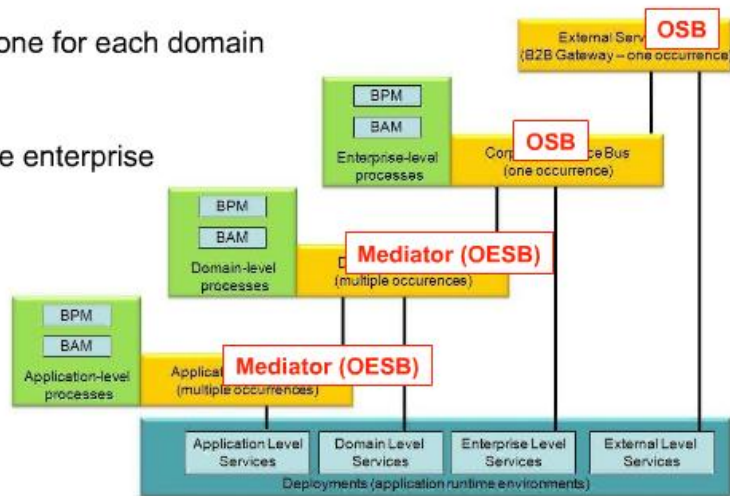 one for each domain
External Serv
OSB
(B2B Gateway – one occurrence)
BPM
BAM
Enterprise-level
processes
e enterprise
OSB
Corp ce Bus
(one occurrence)
BPM
BAM
Domain-level
processes
Mediator (OESB)
D
(multiple occurences)
BPM
BAM
Application-level
processes
Mediator (OESB)
Applicat
(multiple occurrences)
Application Level
Services
Domain Level
Services
Enterprise Level
Services
External Level
Services
Deployments (application runtime environments)